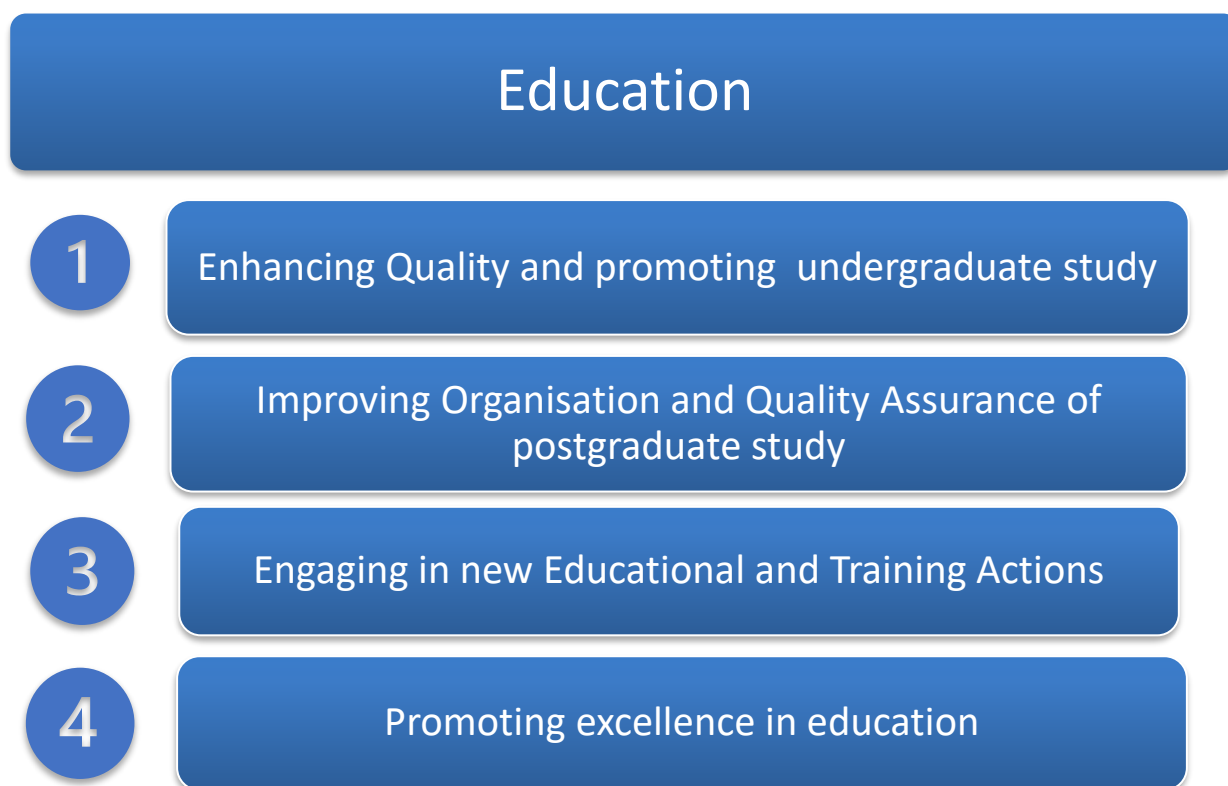 Education
1
Enhancing Quality and promoting  undergraduate study
2
Improving Organisation and Quality Assurance of
postgraduate study
3
Engaging in new Educational and Training Actions
4
Promoting excellence in education